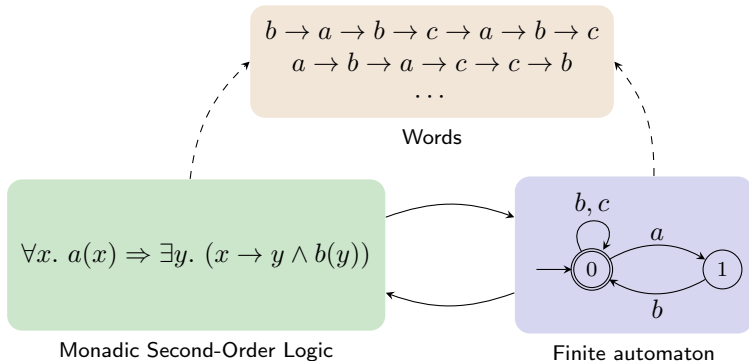 b → a → b → c → a → b → c
a → b → a → c → c → b
...
Words
∀x. a(x) ⇒ ∃y. (x → y ∧ b(y))
Monadic Second-Order Logic
b, c
a
0
1
b
Finite automaton